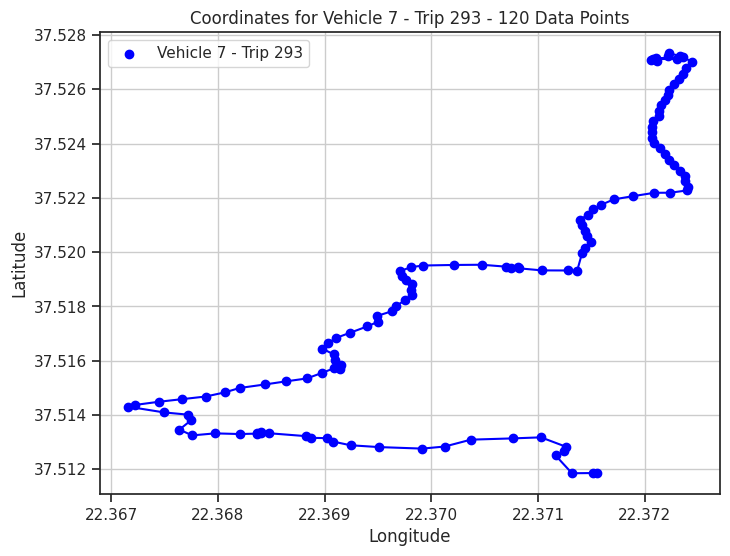 Coordinates for Vehicle 7 - Trip 293 - 120 Data Points
Vehicle 7 - Trip 293
Latitude
37.528
37.526
37.524
37.522
37.520
37.518
37.516
37.514
37.512
22.367 22.368 22.369 22.370 22.371 22.372
Longitude